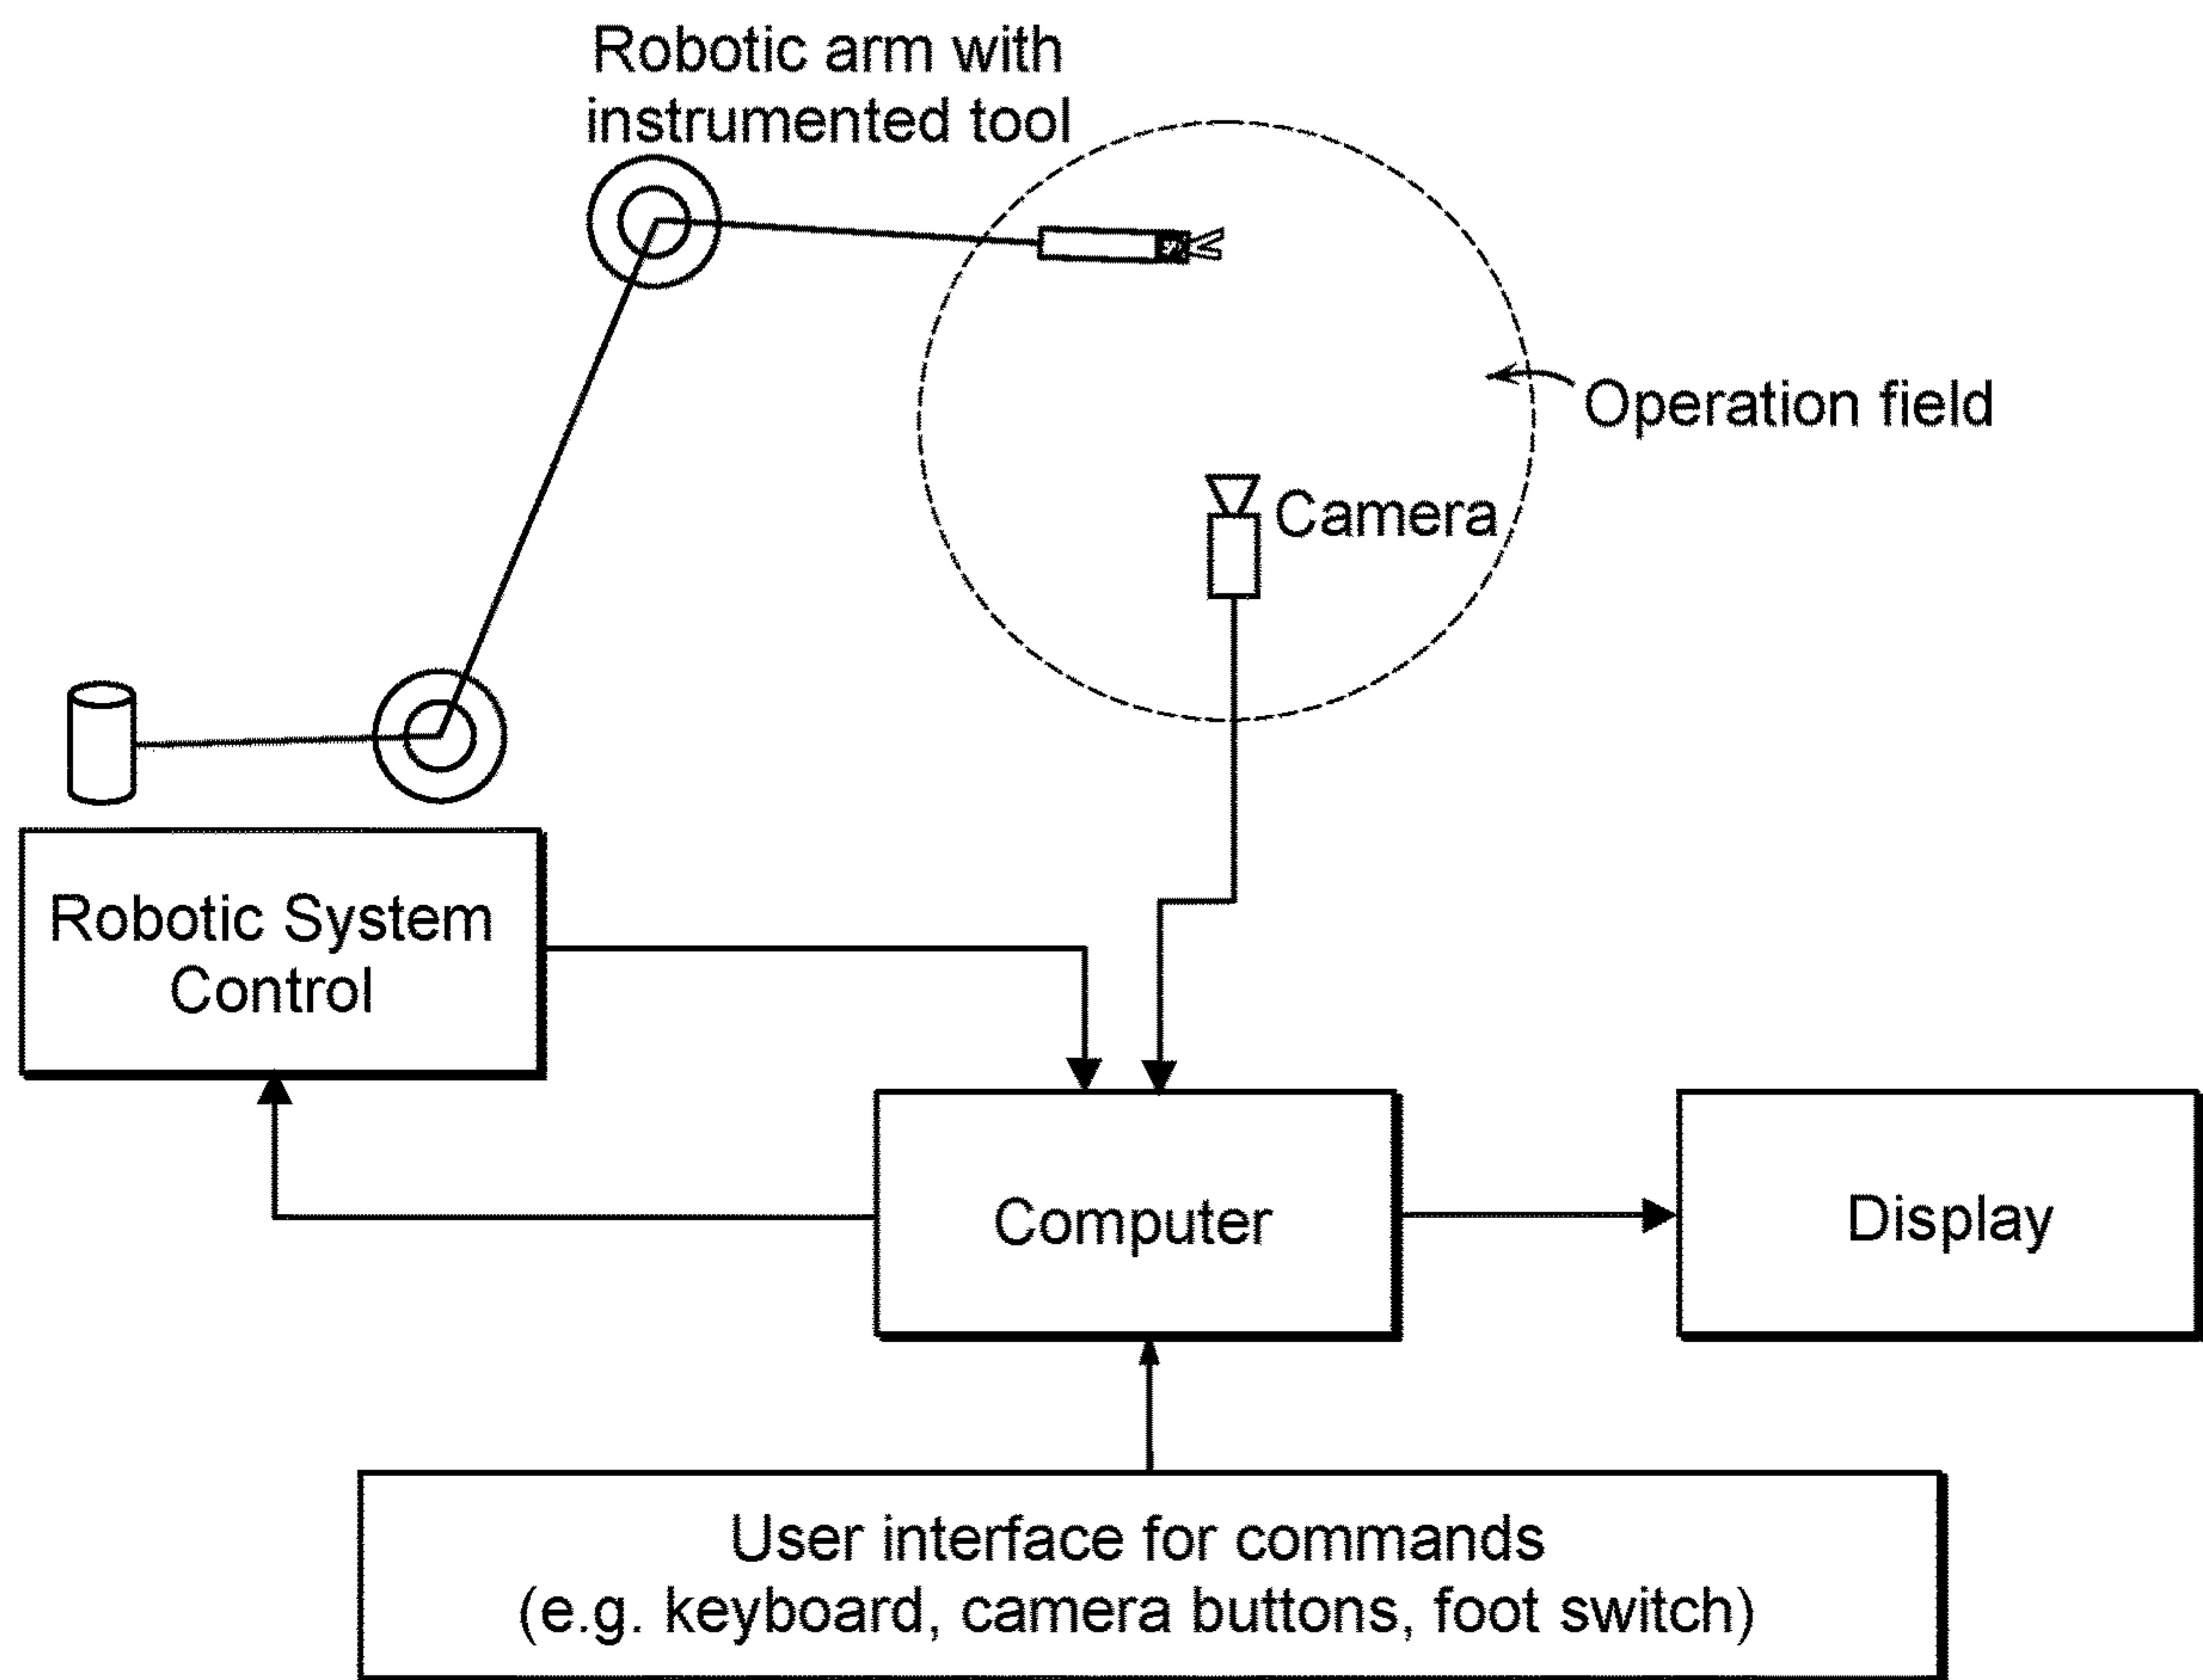 Robotic arm with
instrumented tool
Operation field
Camera
Robotic System
Control
Computer
Display
User interface for commands
(e.g. keyboard, camera buttons, foot switch)